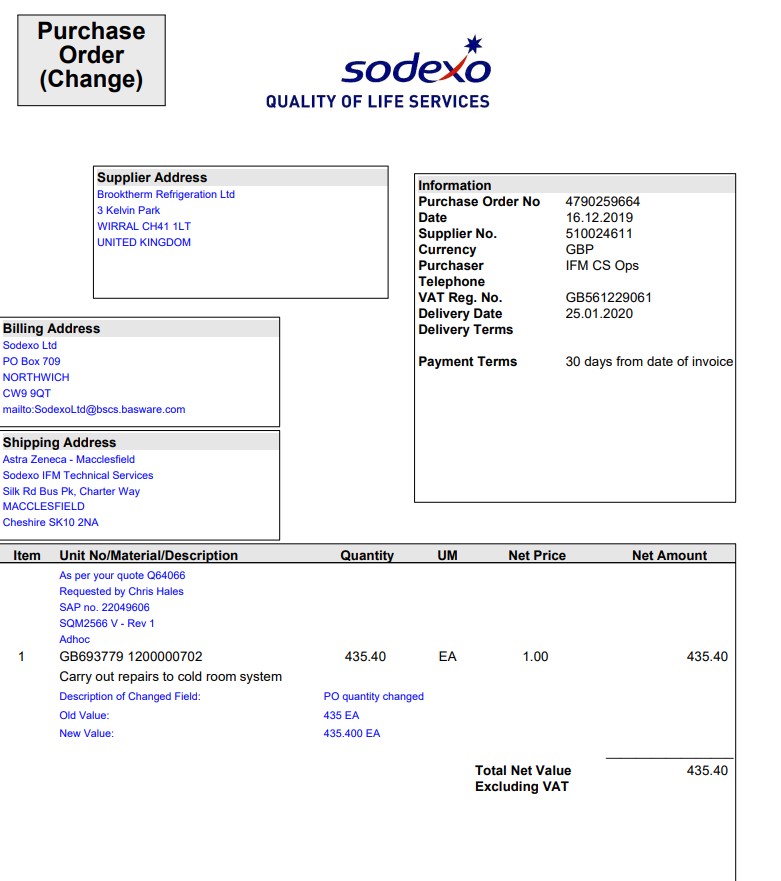 Purchase
Order
(Change)
sodexo
QUALITY OF LIFE SERVICES
Supplier Address
Brooktherm Refrigeration Ltd
3 Kelvin Park
WIRRAL CH41 1LT
UNITED KINGDOM
Information
Purchase Order No 4790259664
Date 16.12.2019
Supplier No. 510024611
Currency GBP
Purchaser IFM CS Ops
Telephone
VAT Reg. No. GB561229061
Delivery Date 25.01.2020
Delivery Terms
Payment Terms 30 days from date of invoice
Billing Address
Sodexo Ltd
PO Box 709
NORTHWICH
CW9 9QT
mailto:SodexoLtd@bscs.basware.com
Shipping Address
Astra Zeneca - Macclesfield
Sodexo IFM Technical Services
Silk Rd Bus Pk, Charter Way
MACCLESFIELD
Cheshire SK10 2NA
Item Unit No/Material/Description Quantity UM Net Price Net Amount
As per your quote Q64066
Requested by Chris Hales
SAP no. 22049606
SQM2566 V - Rev 1
Adhoc
1 GB693779 1200000702 435.40 EA 1.00 435.40
Carry out repairs to cold room system
Description of Changed Field: PO quantity changed
Old Value: 435 EA
New Value: 435.400 EA
Total Net Value 435.40
Excluding VAT